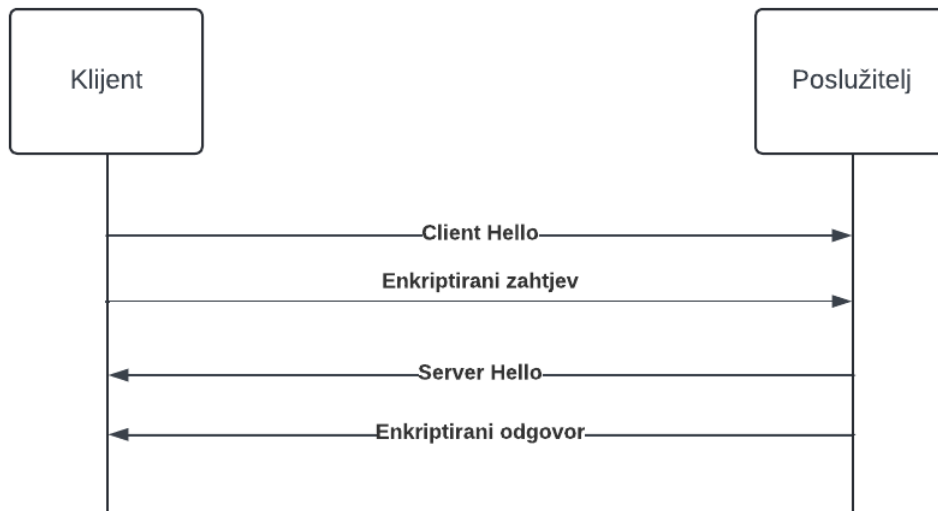 Klijent
Poslužitelj
Client Hello
Enkriptirani zahtjev
Server Hello
Enkriptirani odgovor